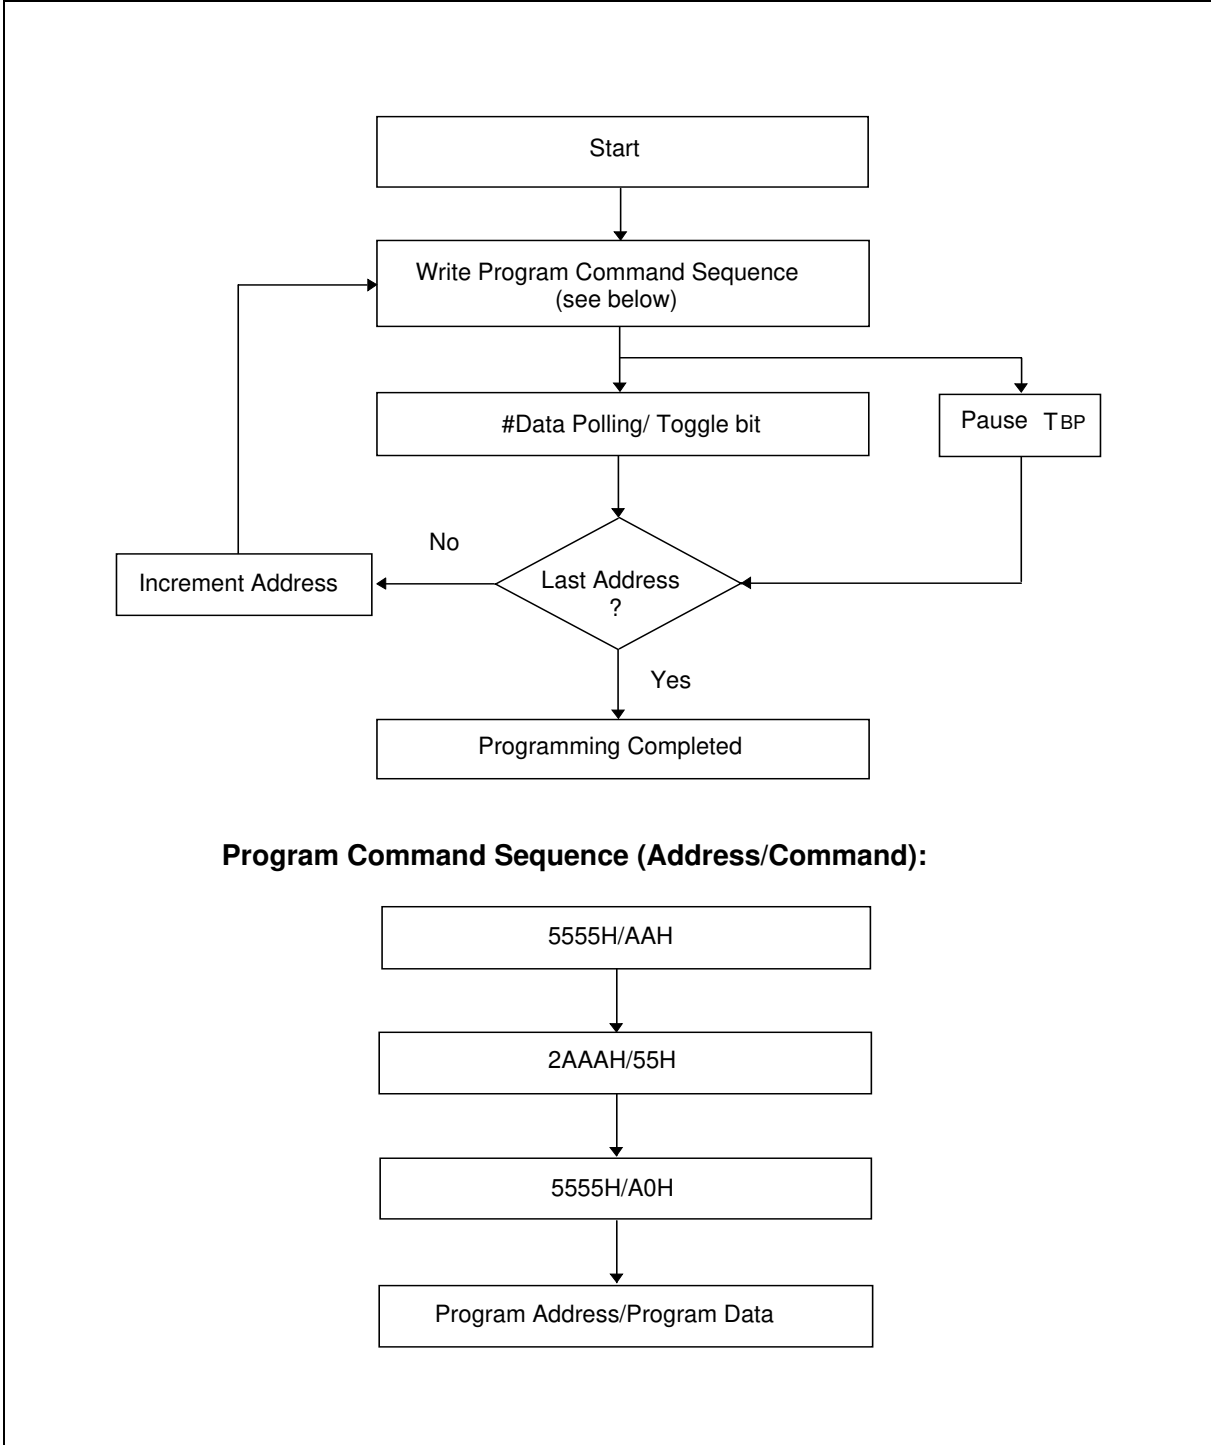 Start
Write Program Command Sequence
(see below)
#Data Polling/ Toggle bit
Pause TBP
No
Increment Address
Last Address
?
Yes
Programming Completed
Program Command Sequence (Address/Command):
5555H/AAH
2AAAH/55H
5555H/A0H
Program Address/Program Data